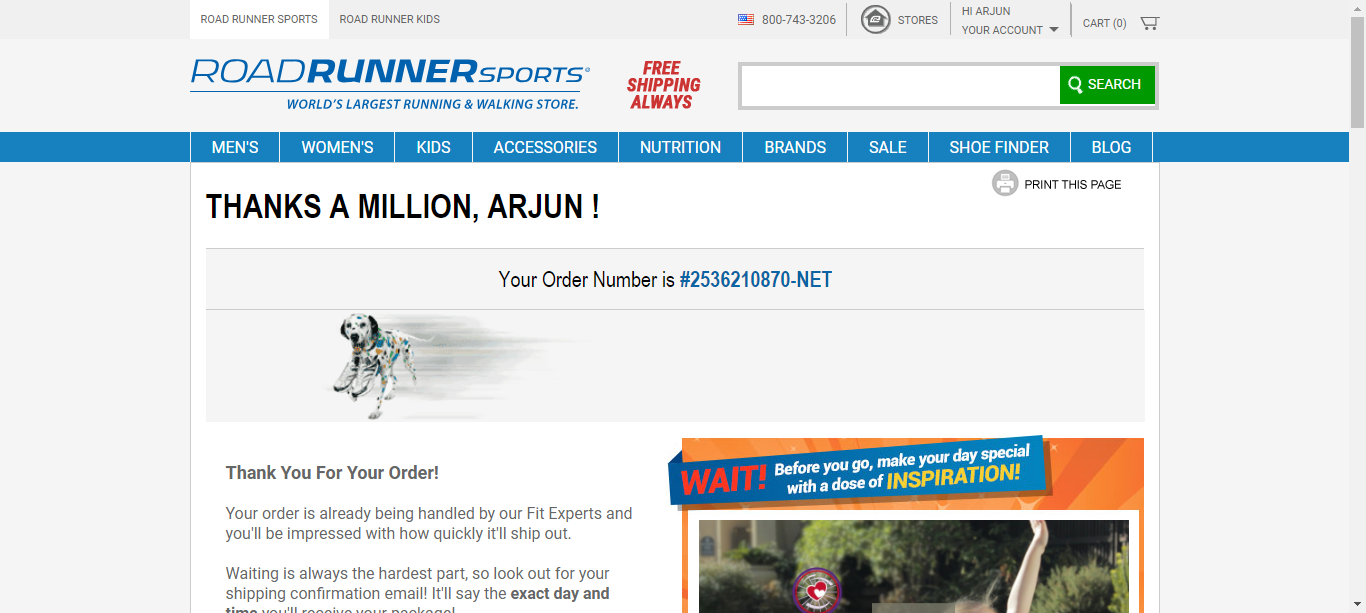 ROAD RUNNER SPORTS
ROAD RUNNER KIDS
800-743-3206
STORES
HI ARJUN
YOUR ACCOUNT
CART (0)
ROADRUNNERSPORTS
WORLD'S LARGEST RUNNING & WALKING STORE.
FREE
SHIPPING
ALWAYS
SEARCH
MEN'S
WOMEN'S
KIDS
ACCESSORIES
NUTRITION
BRANDS
SALE
SHOE FINDER
BLOG
PRINT THIS PAGE
THANKS A MILLION, ARJUN !
Your Order Number is #2536210870-NET
Thank You For Your Order!
Your order is already being handled by our Fit Experts and
you'll be impressed with how quickly it'll ship out.
Waiting is always the hardest part, so look out for your
shipping confirmation email! It'll say the exact day and
time you'll receive your package!
WAIT! Before you go, make your day special
with a dose of INSPIRATION!